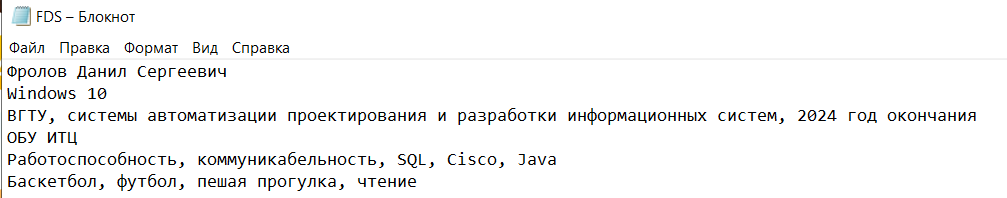 FDS – Блокнот
Файл Правка Формат Вид Справка
Фролов Данил Сергеевич
Windows 10
ВГТУ, системы автоматизации проектирования и разработки информационных систем, 2024 год окончания
ОБУ ИТЦ
Работоспособность, коммуникабельность, SQL, Cisco, Java
Баскетбол, футбол, пешая прогулка, чтение